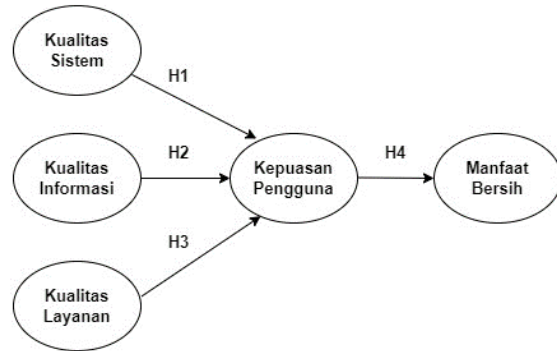 Kualitas
Sistem
H1
Kualitas
Informasi
H2
Kepuasan
Pengguna
H4
Manfaat
Bersih
H3
Kualitas
Layanan